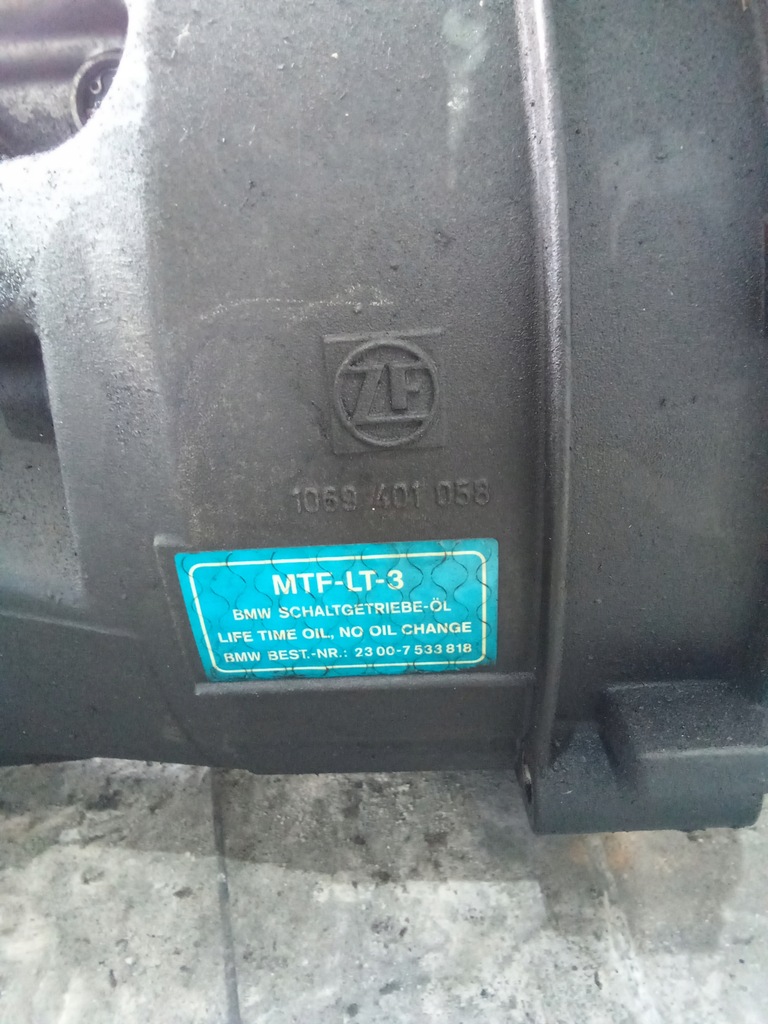 ZF
1069 401 058
MTF-LT-3
BMW SCHALTGETRIEBE-ÖL
LIFE TIME OIL, NO OIL CHANGE
BMW BEST.-NR.: 23 00-7 533 818